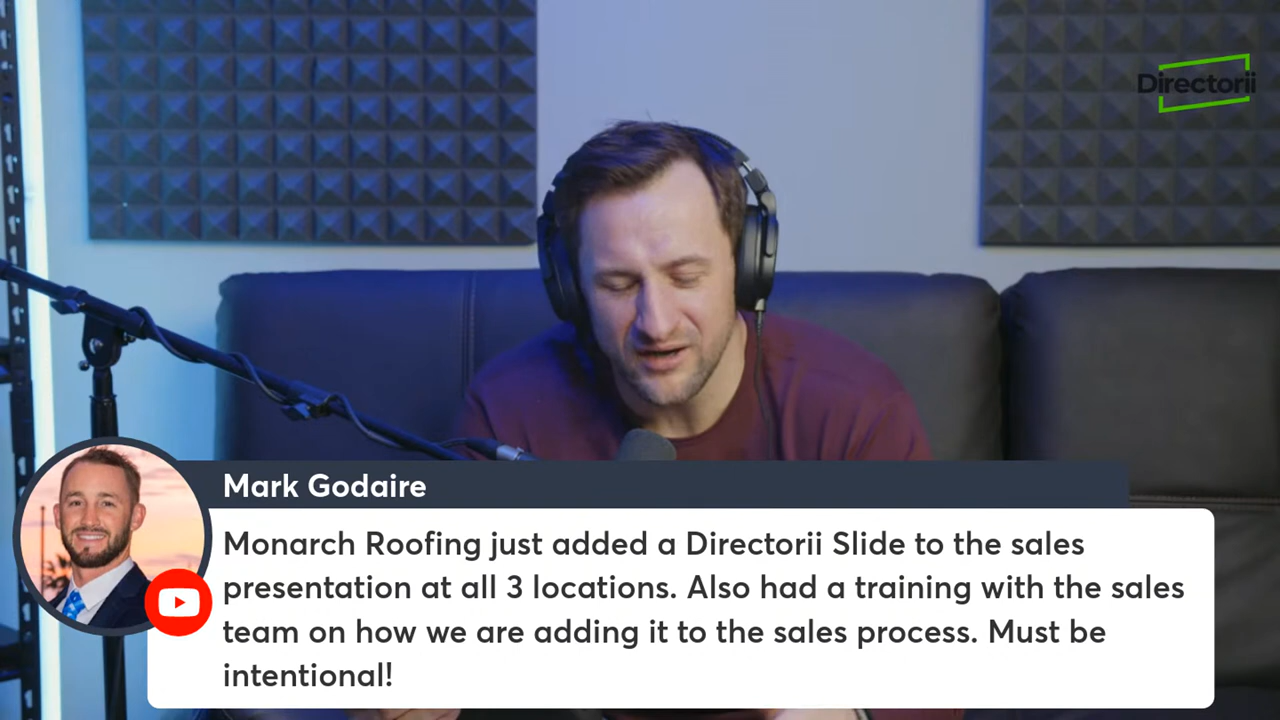 Directorii
Mark Godaire
Monarch Roofing just added a Directorii Slide to the sales
presentation at all 3 locations. Also had a training with the sales
team on how we are adding it to the sales process. Must be
intentional!